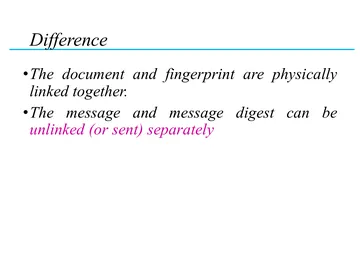 Difference
•The document and fingerprint are physically
linked together.
•The message and message digest can be
unlinked (or sent) separately